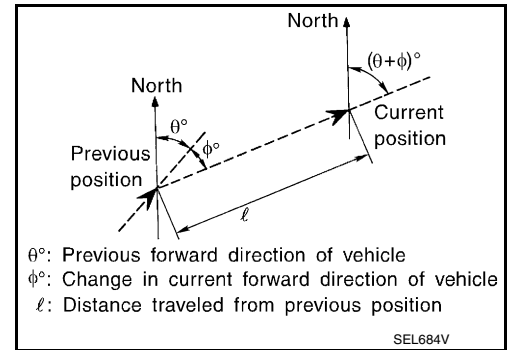 North
(θ+ϕ)°
North
θ°
ϕ°
Current
position
Previous
position
ℓ
θ°: Previous forward direction of vehicle
ϕ°: Change in current forward direction of vehicle
ℓ: Distance traveled from previous position
SEL684V